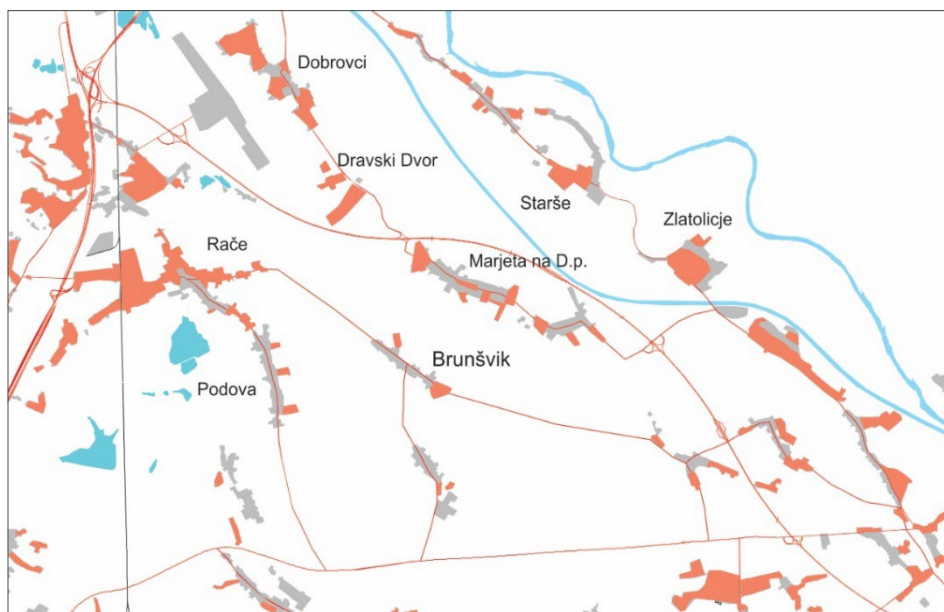 Dobrovci
Dravski Dvor
Starše
Zlatolicje
Rače
Marjeta na D.p.
Brunšvik
Podova